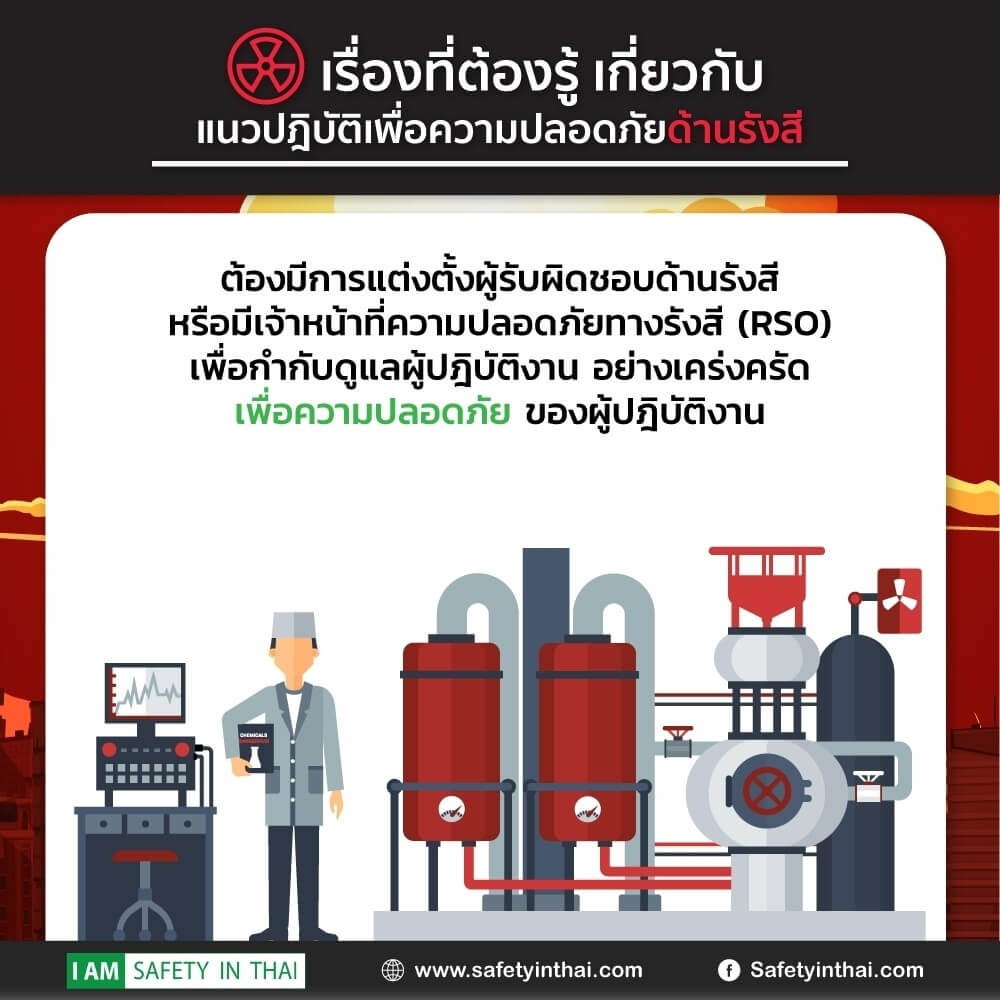 เรื่องที่ต้องรู้ เกี่ยวกับ
แนวปฎิบัติเพื่อความปลอดภัยด้านรังสี
ต้องมีการแต่งตั้งผู้รับผิดชอบด้านรังสี
หรือมีเจ้าหน้าที่ความปลอดภัยทางรังสี (RSO)
เพื่อกำกับดูแลผู้ปฎิบัติงาน อย่างเคร่งครัด
เพื่อความปลอดภัย ของผู้ปฎิบัติงาน
CHEMICALS
I AM SAFETY IN THAI
www.safetyinthai.com
Safetyinthai.com